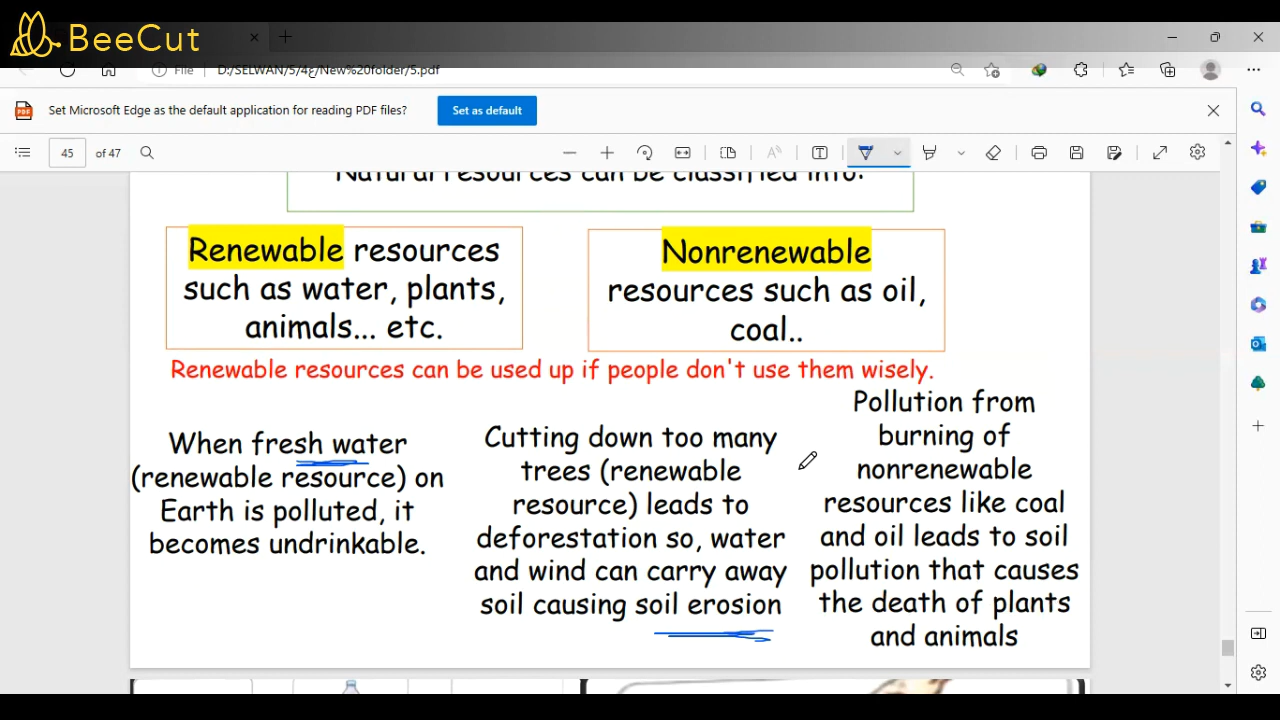 BeeCut
File D:/SELWAN/5/4ع/New%20folder/5.pdf
Set Microsoft Edge as the default application for reading PDF files? Set as default
45 of 47
Natural resources can be classified into:
Renewable resources
such as water, plants,
animals... etc.
Nonrenewable
resources such as oil,
coal..
Renewable resources can be used up if people don't use them wisely.
When fresh water
(renewable resource) on
Earth is polluted, it
becomes undrinkable.
Cutting down too many
trees (renewable
resource) leads to
deforestation so, water
and wind can carry away
soil causing soil erosion
Pollution from
burning of
nonrenewable
resources like coal
and oil leads to soil
pollution that causes
the death of plants
and animals